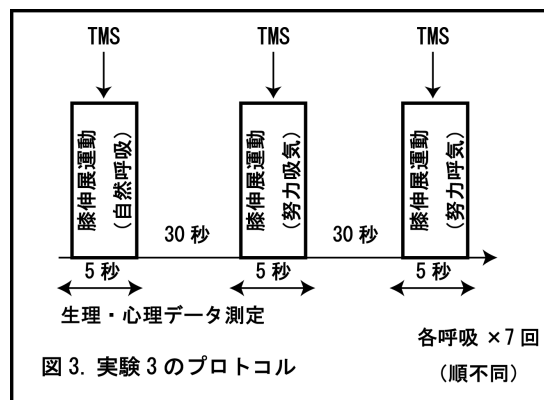 TMS TMS TMS
膝伸展運動
(自然呼吸)
膝伸展運動
(努力吸気)
膝伸展運動
(努力呼気)
30 秒 30 秒
5 秒 5 秒 5 秒
生理・心理データ測定
各呼吸 ×7 回
(順不同)
図 3. 実験 3 のプロトコル